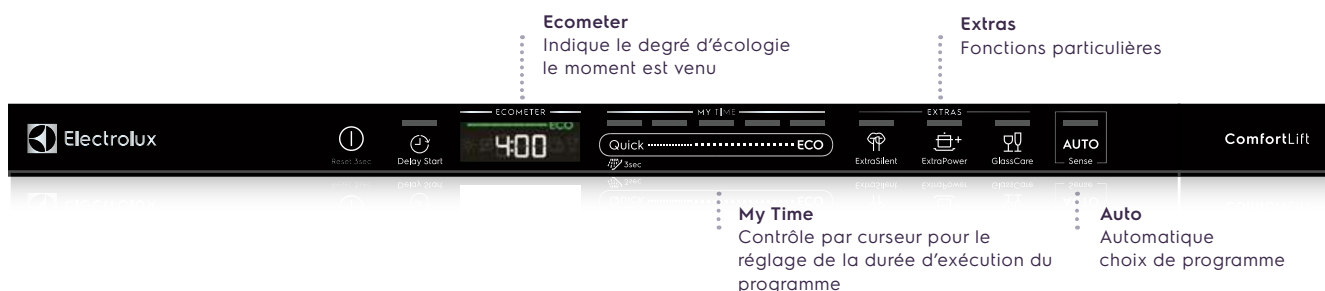 Ecometer
Indique le degré d’écologie
le moment est venu
Extras
Fonctions particulières
Electrolux
Reset 3sec
Delay Start
ECOMETER
ECO
4:00
MY TIME
Quick ECO
3sec
EXTRAS
ExtraSilent
ExtraPower
GlassCare
AUTO
Sense
ComfortLift
My Time
Contrôle par curseur pour le
réglage de la durée d’exécution du
programme
Auto
Automatique
choix de programme